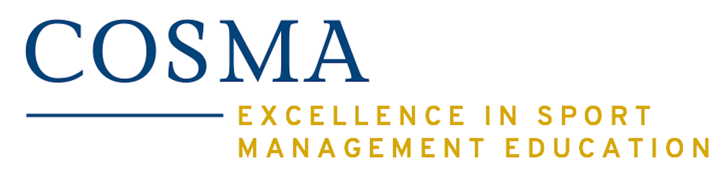 COSMA
EXCELLENCE IN SPORT
MANAGEMENT EDUCATION